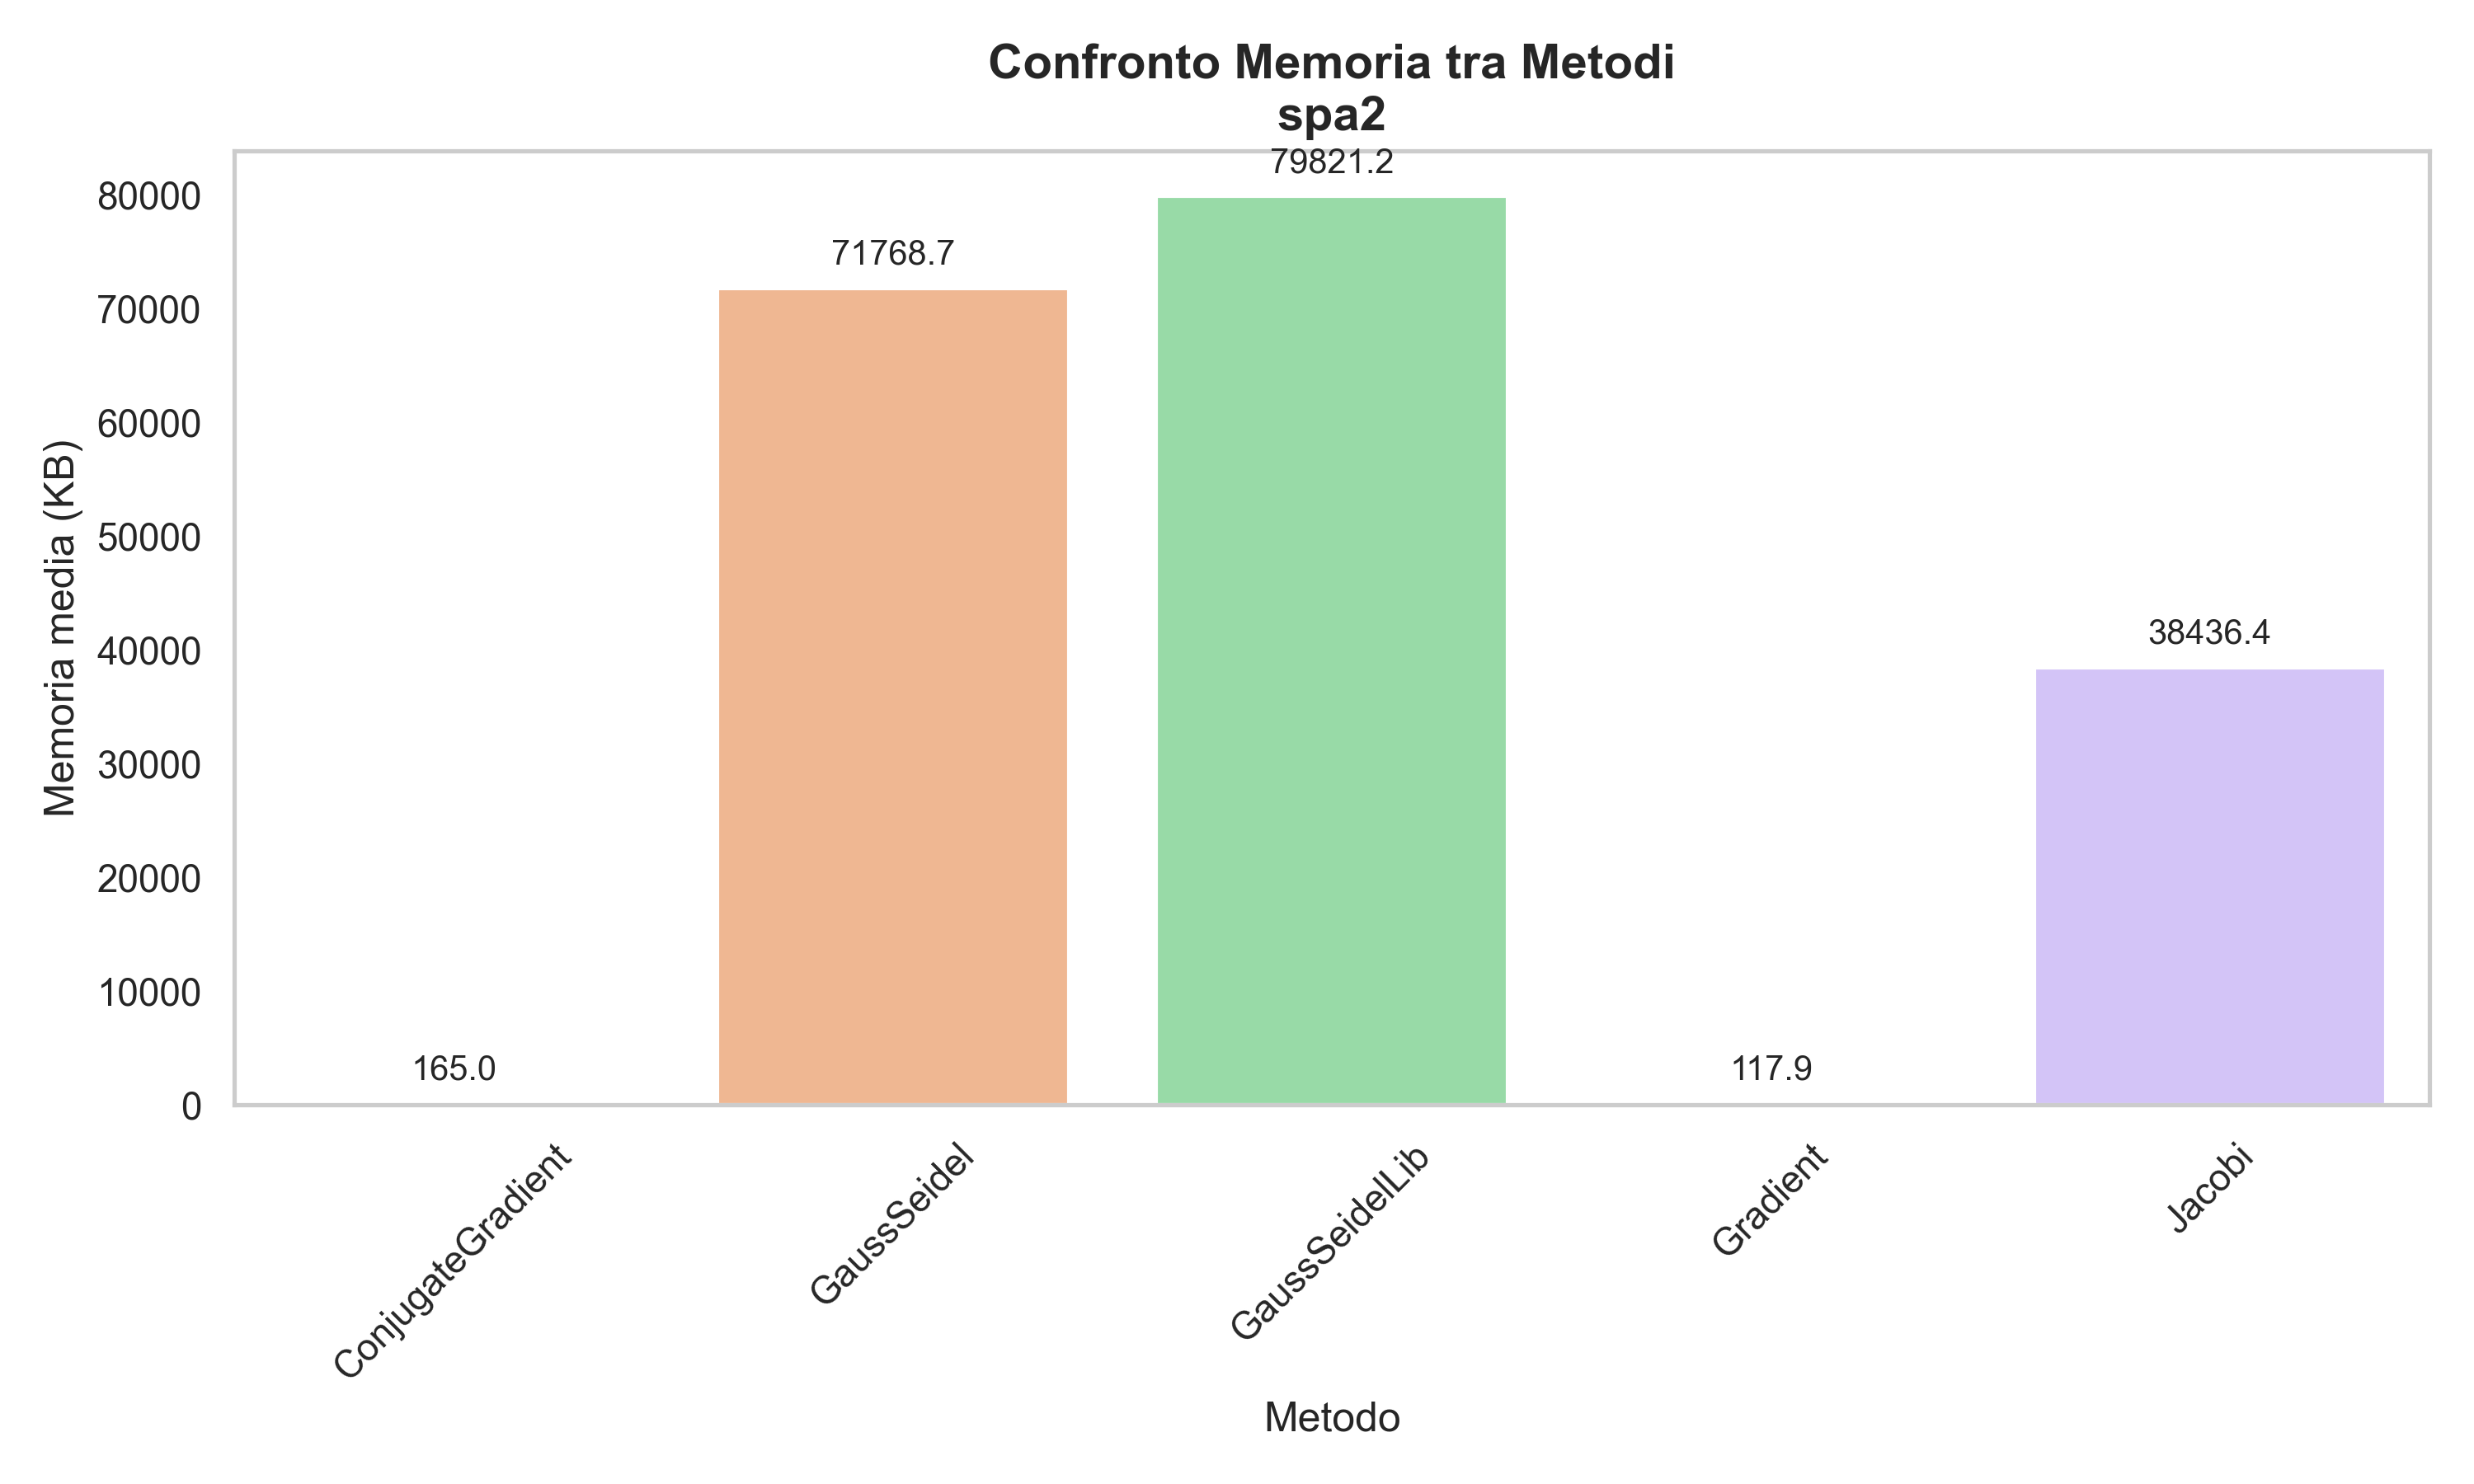 Confronto Memoria tra Metodi
spa2
79821.2
80000
71768.7
70000
60000
50000
Memoria media (KB)
38436.4
40000
30000
20000
10000
165.0
117.9
0
ConjugateGradient
GaussSeidel
GaussSeidelLib
Gradient
Jacobi
Metodo